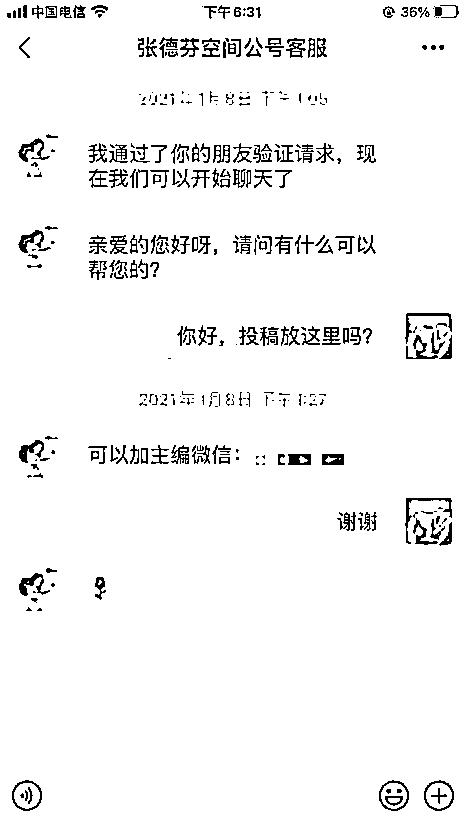 中国电信 下午6:31 36%
张德芬空间公号客服
2021年1月8日 下午1:05
我通过了你的朋友验证请求，现
在我们可以开始聊天了
亲爱的您好呀，请问有什么可以
帮您的？
你好，投稿放这里吗？
2021年1月8日 下午1:27
可以加主编微信：
谢谢